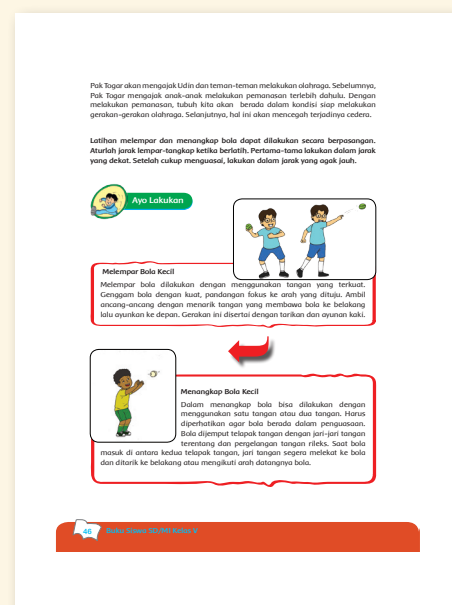 Pak Togar akan mengajak Udin dan teman-teman melakukan olahraga. Sebelumnya,
Pak Togar mengajak anak-anak melakukan pemanasan terlebih dahulu. Dengan
melakukan pemanasan, tubuh kita akan berada dalam kondisi siap melakukan
gerakan-gerakan olahraga. Selanjutnya, hal ini akan mencegah terjadinya cedera.
Latihan melempar dan menangkap bola dapat dilakukan secara berpasangan.
Aturlah jarak lempar-tangkap ketika berlatih. Pertama-tama lakukan dalam jarak
yang dekat. Setelah cukup menguasai, lakukan dalam jarak yang agak jauh.
Ayo Lakukan
Melempar Bola Kecil
Melempar bola dilakukan dengan menggunakan tangan yang terkuat.
Genggam bola dengan kuat, pandangan fokus ke arah yang dituju. Ambil
ancang-ancang dengan menarik tangan yang membawa bola ke belakang
lalu ayunkan ke depan. Gerakan ini disertai dengan tarikan dan ayunan kaki.
Menangkap Bola Kecil
Dalam menangkap bola bisa dilakukan dengan
menggunakan satu tangan atau dua tangan. Harus
diperhatikan agar bola berada dalam penguasaan.
Bola dijemput telapak tangan dengan jari-jari tangan
terentang dan pergelangan tangan rileks. Saat bola
masuk di antara kedua telapak tangan, jari tangan segera melekat ke bola
dan ditarik ke belakang atau mengikuti arah datangnya bola.
46
Buku Siswa SD/MI Kelas V